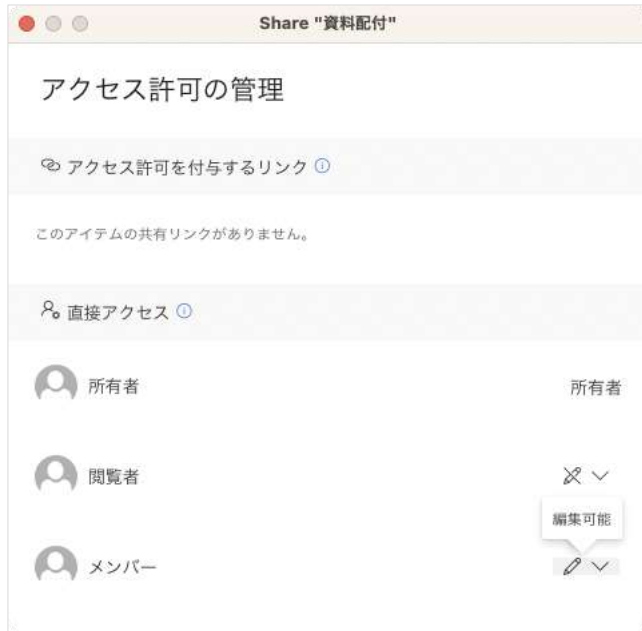 Share "資料配付"
アクセス許可の管理
アクセス許可を付与するリンク
このアイテムの共有リンクがありません。
直接アクセス
所有者 所有者
閲覧者
編集可能
メンバー